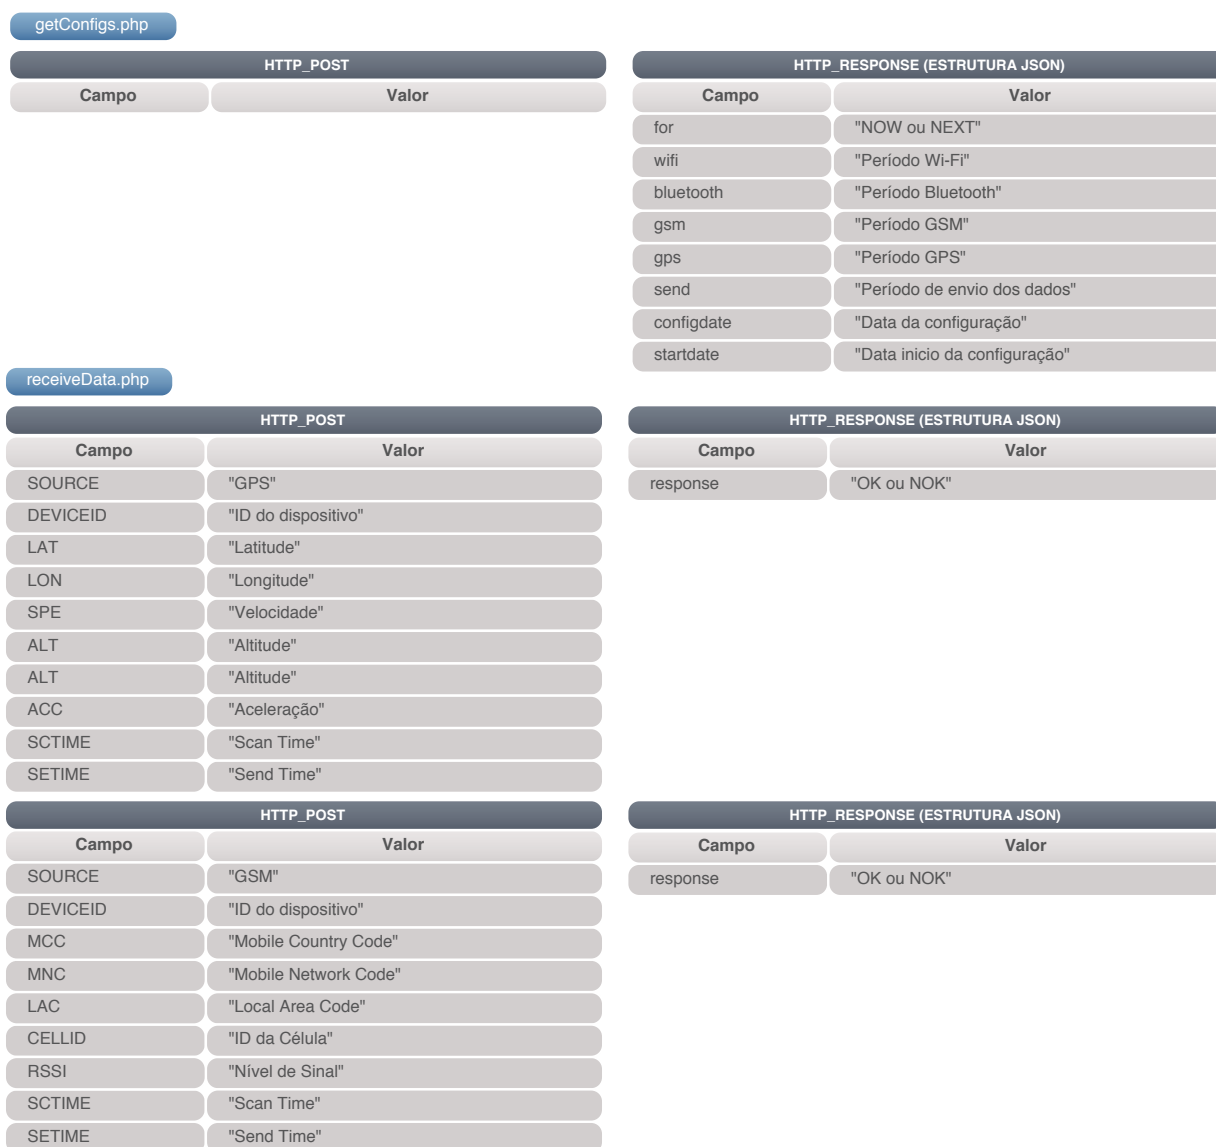 getConfigs.php
HTTP_POST
Campo Valor
HTTP_RESPONSE (ESTRUTURA JSON)
Campo Valor
for "NOW ou NEXT"
wifi "Período Wi-Fi"
bluetooth "Período Bluetooth"
gsm "Período GSM"
gps "Período GPS"
send "Período de envio dos dados"
configdate "Data da configuração"
startdate "Data inicio da configuração"
receiveData.php
HTTP_POST
Campo Valor
SOURCE "GPS"
DEVICEID "ID do dispositivo"
LAT "Latitude"
LON "Longitude"
SPE "Velocidade"
ALT "Altitude"
ALT "Altitude"
ACC "Aceleração"
SCTIME "Scan Time"
SETIME "Send Time"
HTTP_RESPONSE (ESTRUTURA JSON)
Campo Valor
response "OK ou NOK"
HTTP_POST
Campo Valor
SOURCE "GSM"
DEVICEID "ID do dispositivo"
MCC "Mobile Country Code"
MNC "Mobile Network Code"
LAC "Local Area Code"
CELLID "ID da Célula"
RSSI "Nível de Sinal"
SCTIME "Scan Time"
SETIME "Send Time"
HTTP_RESPONSE (ESTRUTURA JSON)
Campo Valor
response "OK ou NOK"